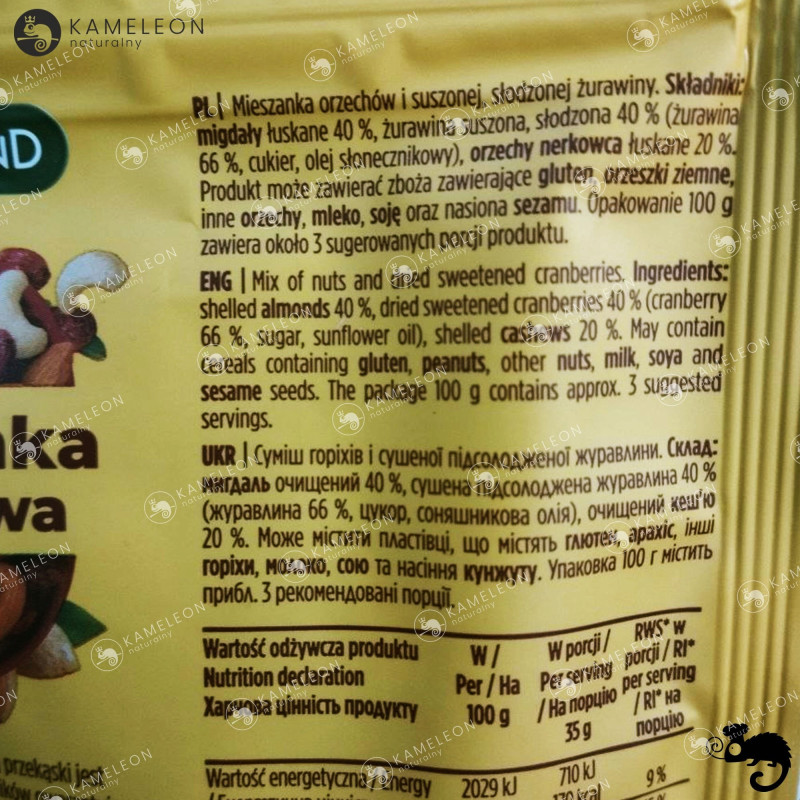 KAMELEON
naturalny
ND
PL | Mieszanka orzechów i suszonej, słodzonej żurawiny. Składniki:
migdały łuskane 40 %, żurawina suszona, słodzona 40 % (żurawina
66 %, cukier, olej słonecznikowy), orzechy nerkowca łuskane 20 %.
Produkt może zawierać zboża zawierające gluten, orzeszki ziemne,
inne orzechy, mleko, soję oraz nasiona sezamu. Opakowanie 100 g
zawiera około 3 sugerowanych porcji produktu.
ENG | Mix of nuts and dried sweetened cranberries. Ingredients:
shelled almonds 40 %, dried sweetened cranberries 40 % (cranberry
66 %, sugar, sunflower oil), shelled cashews 20 %. May contain
cereals containing gluten, peanuts, other nuts, milk, soya and
sesame seeds. The package 100 g contains approx. 3 suggested
servings.
UKR | Суміш горіхів і сушеної підсолодженої журавлини. Склад:
мигдаль очищений 40 %, сушена підсолоджена журавлина 40 %
(журавлина 66 %, цукор, соняшникова олія), очищений кеш'ю
20 %. Може містити пластівці, що містять глютен, арахіс, інші
горіхи, молоко, сою та насіння кунжуту. Упаковка 100 г містить
прибл. 3 рекомендовані порції.
nka
wa
Wartość odżywcza produktu
Nutrition declaration
Харчова цінність продукту
W /
Per / На
100 g
W porcji /
Per serving
/ На порцію
35 g
RWS* w
porcji / RI*
per serving
/ RI* на
порцію
przekąski jest
Wartość energetyczna / Energy
2029 kJ
710 kJ
9 %
170 kcal